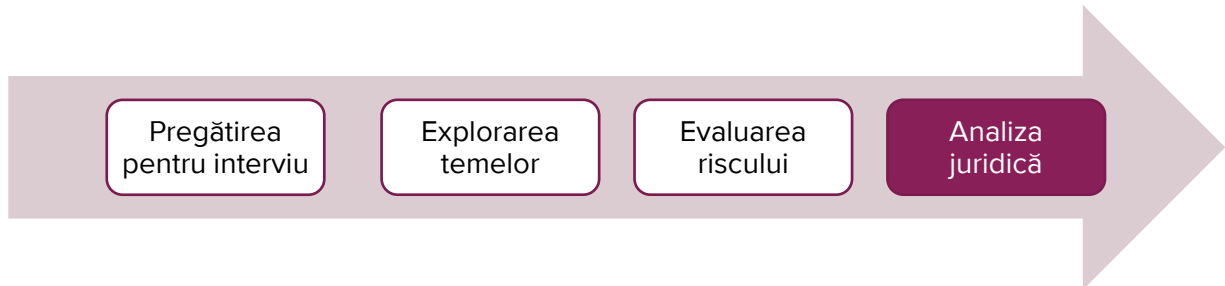 Pregătirea
pentru interviu
Explorarea
temelor
Evaluarea
riscului
Analiza
juridică